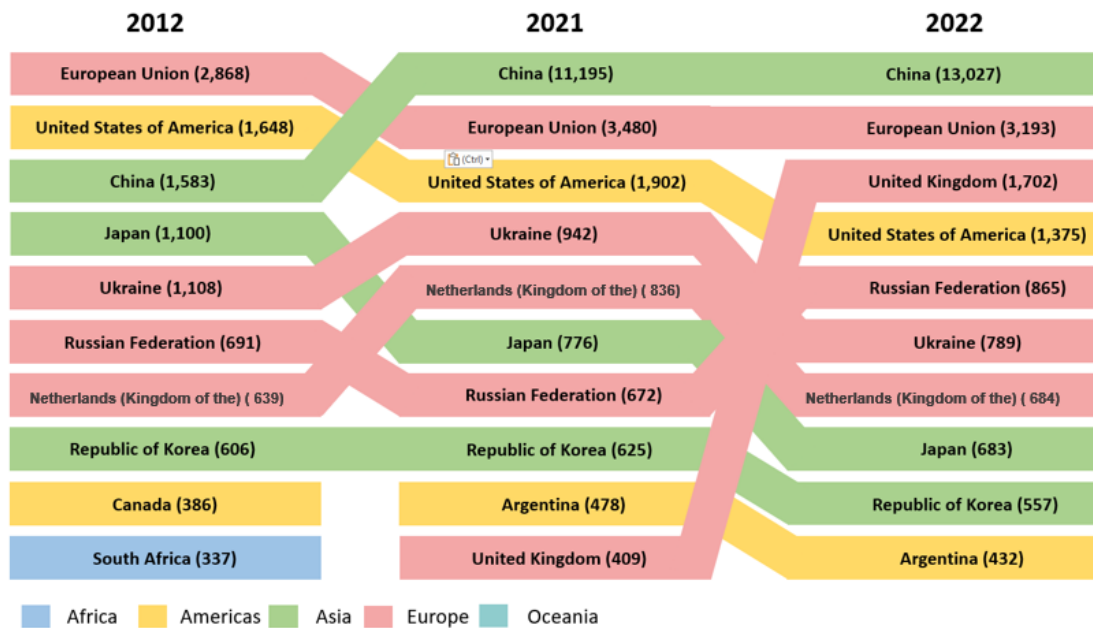 2012
2021
2022
European Union (2,868)
China (11,195)
China (13,027)
United States of America (1,648)
European Union (3,480)
European Union (3,193)
(Ctrl)
China (1,583)
United States of America (1,902)
United Kingdom (1,702)
Japan (1,100)
Ukraine (942)
United States of America (1,375)
Ukraine (1,108)
Netherlands (Kingdom of the) ( 836)
Russian Federation (865)
Russian Federation (691)
Japan (776)
Ukraine (789)
Netherlands (Kingdom of the) ( 639)
Russian Federation (672)
Netherlands (Kingdom of the) ( 684)
Republic of Korea (606)
Republic of Korea (625)
Japan (683)
Canada (386)
Argentina (478)
Republic of Korea (557)
South Africa (337)
United Kingdom (409)
Argentina (432)
Africa
Americas
Asia
Europe
Oceania